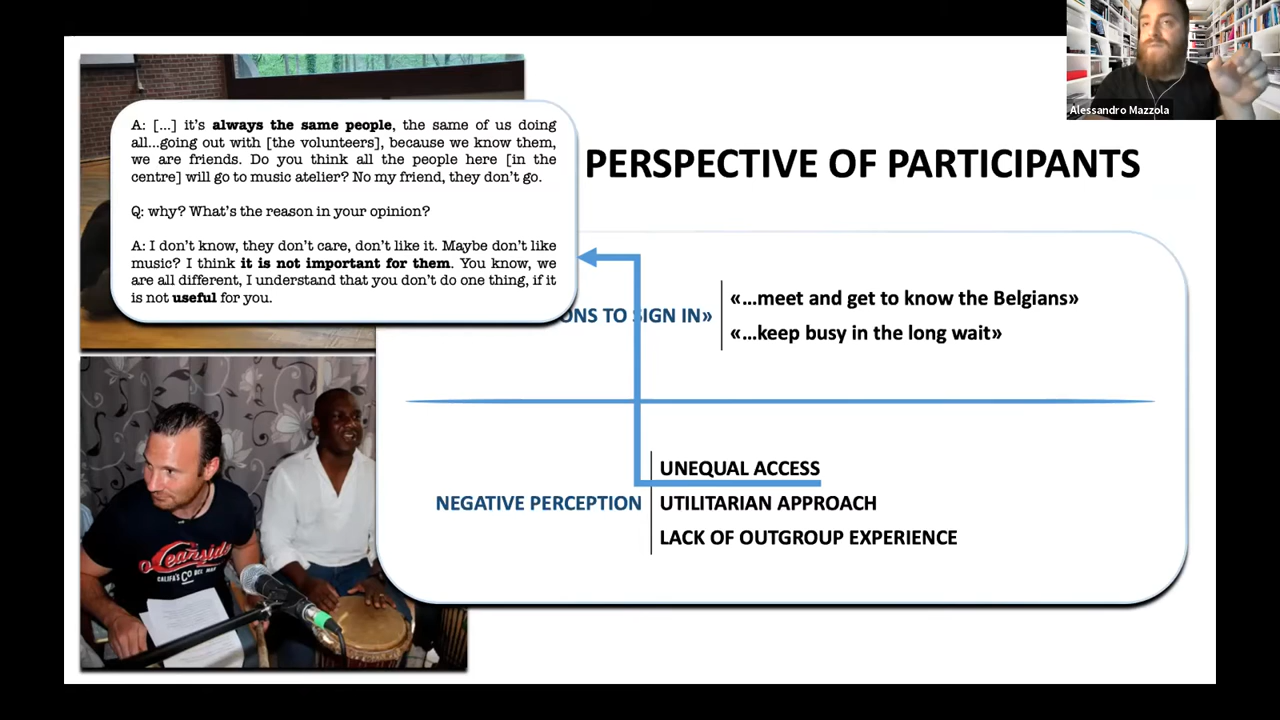 Alessandro Mazzola
PERSPECTIVE OF PARTICIPANTS
A: [...] it's always the same people, the same of us doing
all...going out with [the volunteers], because we know them,
we are friends. Do you think all the people here [in the
centre] will go to music atelier? No my friend, they don't go.
Q: why? What's the reason in your opinion?
A: I don't know, they don't care, don't like it. Maybe don't like
music? I think it is not important for them. You know, we
are all different, I understand that you don't do one thing, if it
is not useful for you.
ONS TO SIGN IN»
«...meet and get to know the Belgians»
«...keep busy in the long wait»
NEGATIVE PERCEPTION
UNEQUAL ACCESS
UTILITARIAN APPROACH
LACK OF OUTGROUP EXPERIENCE
Oceanside
CALIFA'S CO DEL MAR